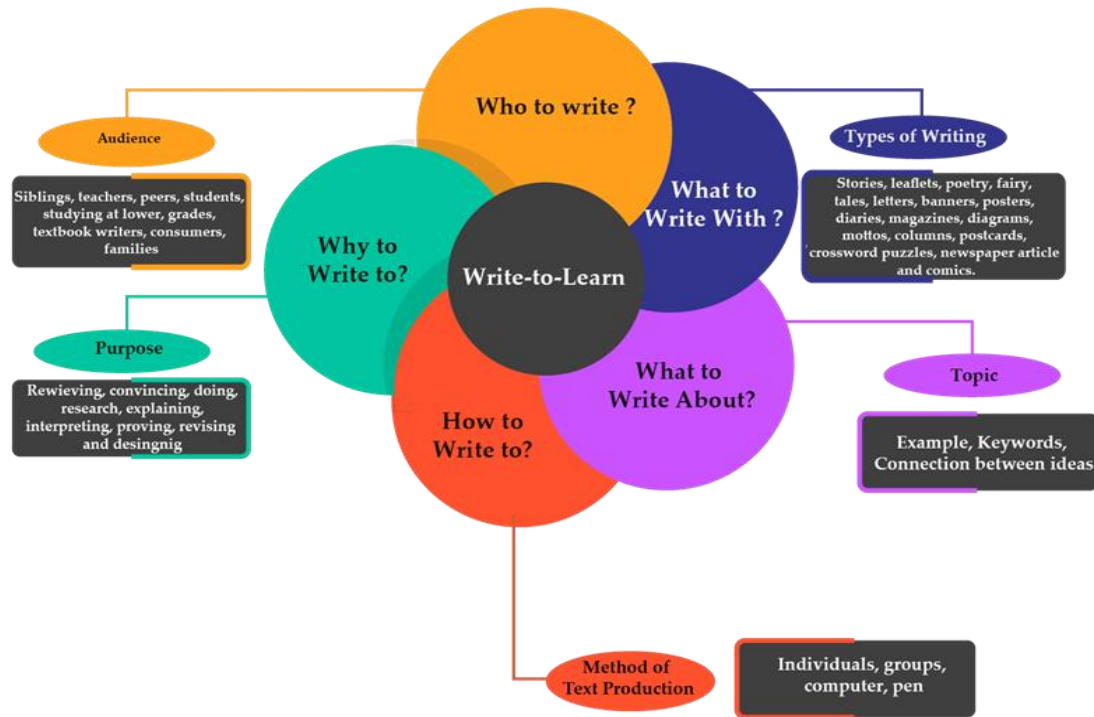 Who to write ?
Audience
Siblings, teachers, peers, students,
studying at lower, grades,
textbook writers, consumers,
families
Types of Writing
Stories, leaflets, poetry, fairy,
tales, letters, banners, posters,
diaries, magazines, diagrams,
mottos, columns, postcards,
crossword puzzles, newspaper article
and comics.
What to
Write With ?
Why to
Write to?
Write-to-Learn
Purpose
Rewieving, convincing, doing,
research, explaining,
interpreting, proving, revising
and desingnig
What to
Write About?
Topic
Example, Keywords,
Connection between ideas
How to
Write to?
Method of
Text Production
Individuals, groups,
computer, pen